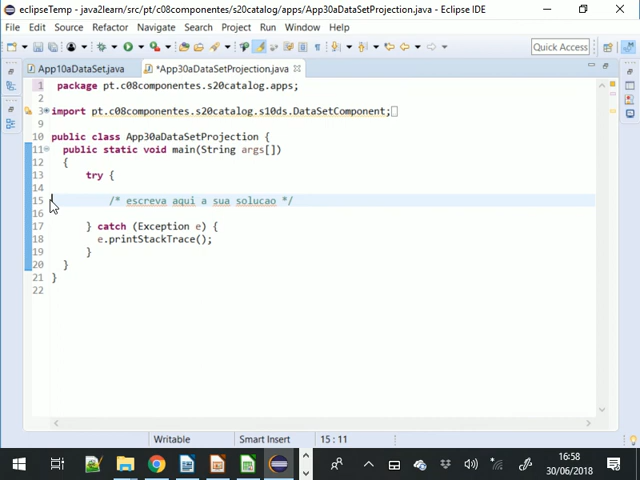 eclipseTemp - java2learn/src/pt/c08componentes/s20catalog/apps/App30aDataSetProjection.java - Eclipse IDE
File Edit Source Refactor Navigate Search Project Run Window Help
Quick Access
App10aDataSet.java *App30aDataSetProjection.java
1 package pt.c08componentes.s20catalog.apps;
2
3 import pt.c08componentes.s20catalog.s10ds.DataSetComponent;
9
10 public class App30aDataSetProjection {
11 public static void main(String args[])
12 {
13 try {
14
15 /* escreva aqui a sua solucao */
16
17 } catch (Exception e) {
18 e.printStackTrace();
19 }
20 }
21 }
22
Writable Smart Insert 15 : 11
16:58
30/06/2018